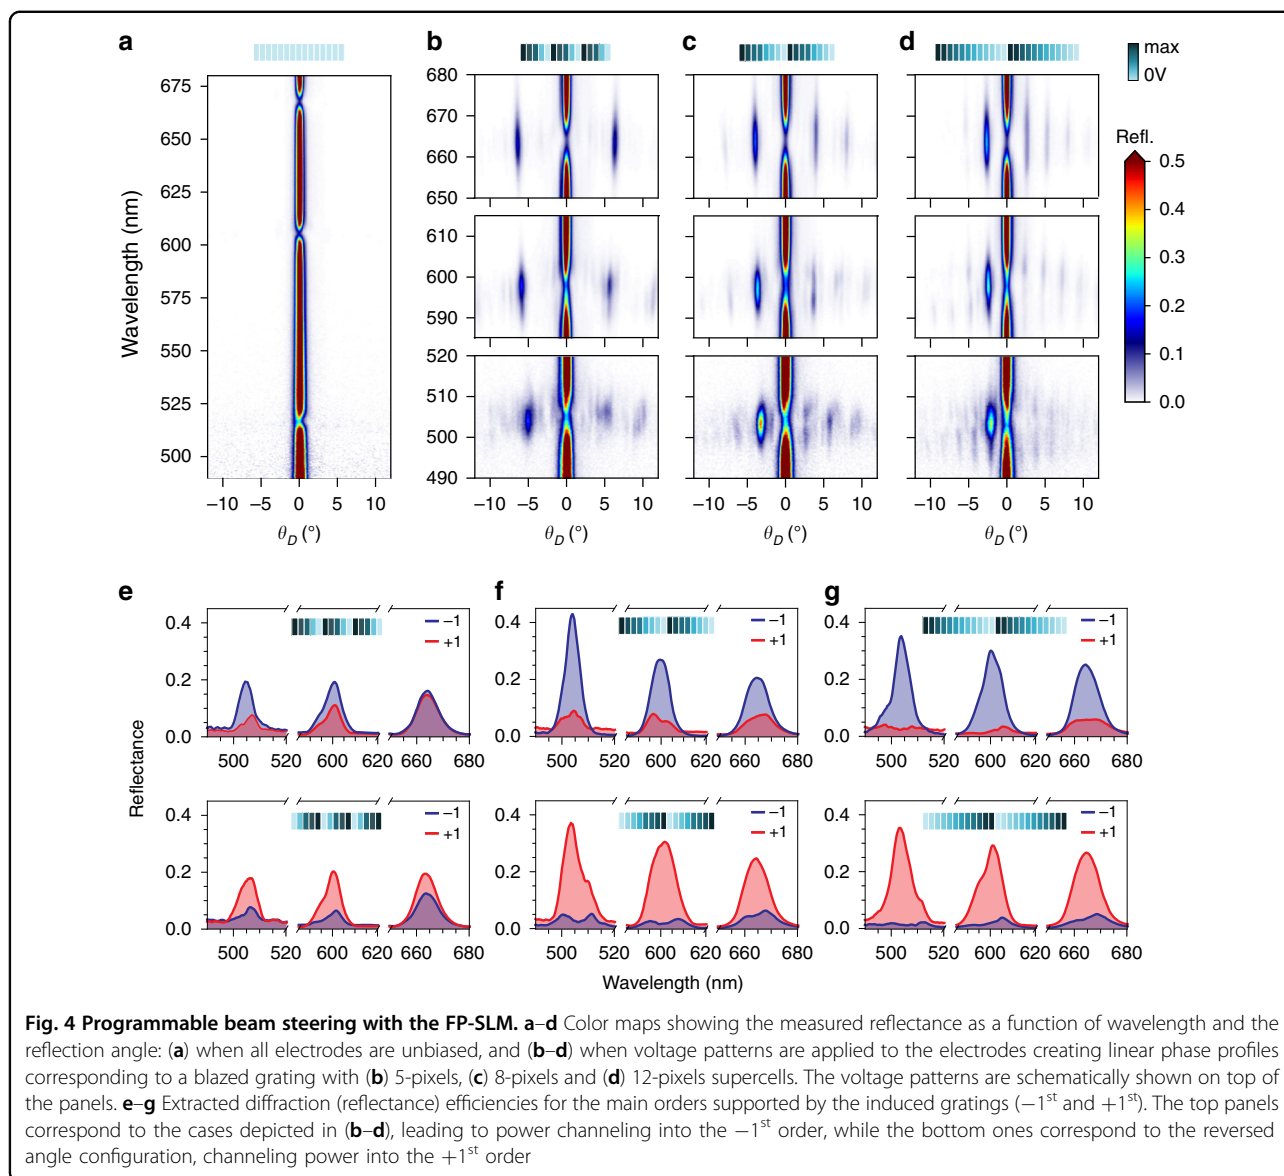 a
b
c
d
max
0V
Refl.
0.5
0.4
0.3
0.2
0.1
0.0
Wavelength (nm)
675
650
625
600
575
550
525
500
−10 −5 0 5 10
θD (°)
680
670
660
650
610
600
590
520
510
500
490
−10 −5 0 5 10
θD (°)
−10 −5 0 5 10
θD (°)
−10 −5 0 5 10
θD (°)
e
f
g
Reflectance
0.4
0.2
0.0
−1
+1
500 520 600 620 660 680
0.4
0.2
0.0
−1
+1
500 520 600 620 660 680
0.4
0.2
0.0
−1
+1
500 520 600 620 660 680
0.4
0.2
0.0
−1
+1
500 520 600 620 660 680
0.4
0.2
0.0
−1
+1
500 520 600 620 660 680
0.4
0.2
0.0
−1
+1
500 520 600 620 660 680
Wavelength (nm)
Fig. 4 Programmable beam steering with the FP-SLM. a–d Color maps showing the measured reflectance as a function of wavelength and the
reflection angle: (a) when all electrodes are unbiased, and (b–d) when voltage patterns are applied to the electrodes creating linear phase profiles
corresponding to a blazed grating with (b) 5-pixels, (c) 8-pixels and (d) 12-pixels supercells. The voltage patterns are schematically shown on top of
the panels. e–g Extracted diffraction (reflectance) efficiencies for the main orders supported by the induced gratings (−1st and +1st). The top panels
correspond to the cases depicted in (b–d), leading to power channeling into the −1st order, while the bottom ones correspond to the reversed
angle configuration, channeling power into the +1st order